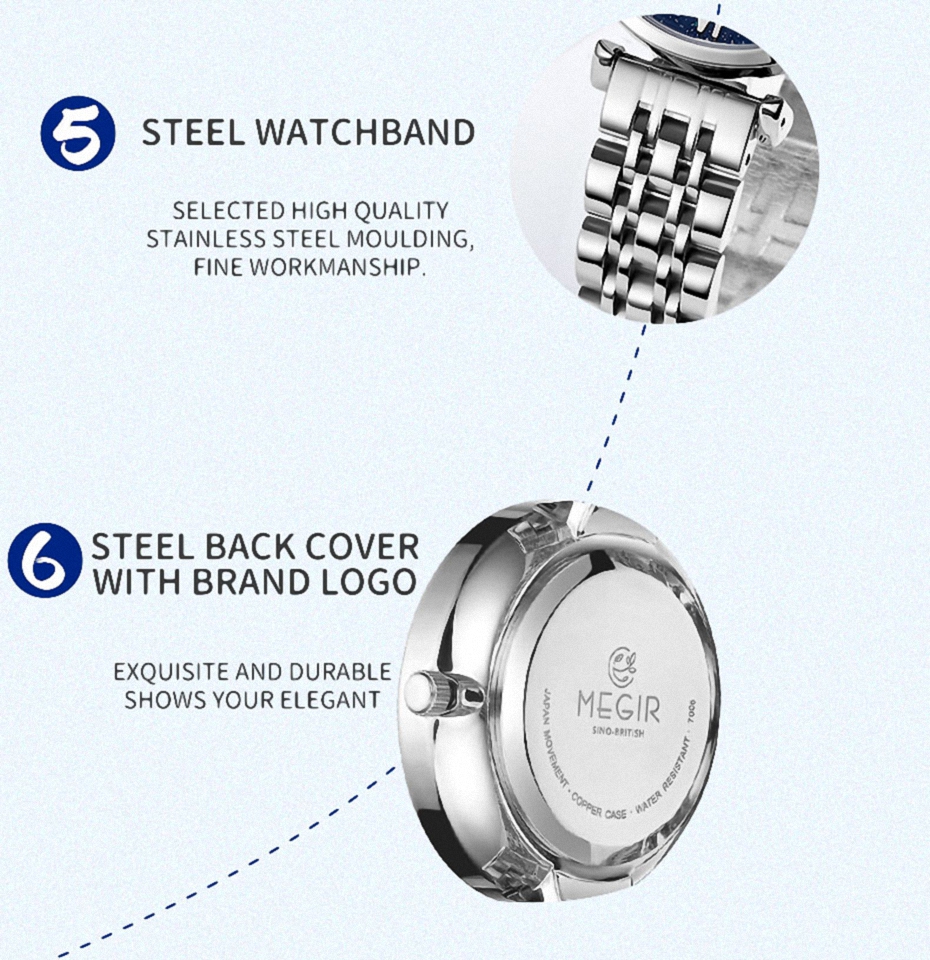 5
STEEL WATCHBAND
SELECTED HIGH QUALITY
STAINLESS STEEL MOULDING,
FINE WORKMANSHIP.
6
STEEL BACK COVER
WITH BRAND LOGO
EXQUISITE AND DURABLE
SHOWS YOUR ELEGANT
MEGIR
SINO-BRITISH
JAPAN MOVEMENT · COPPER CASE · WATER RESISTANT · 7006